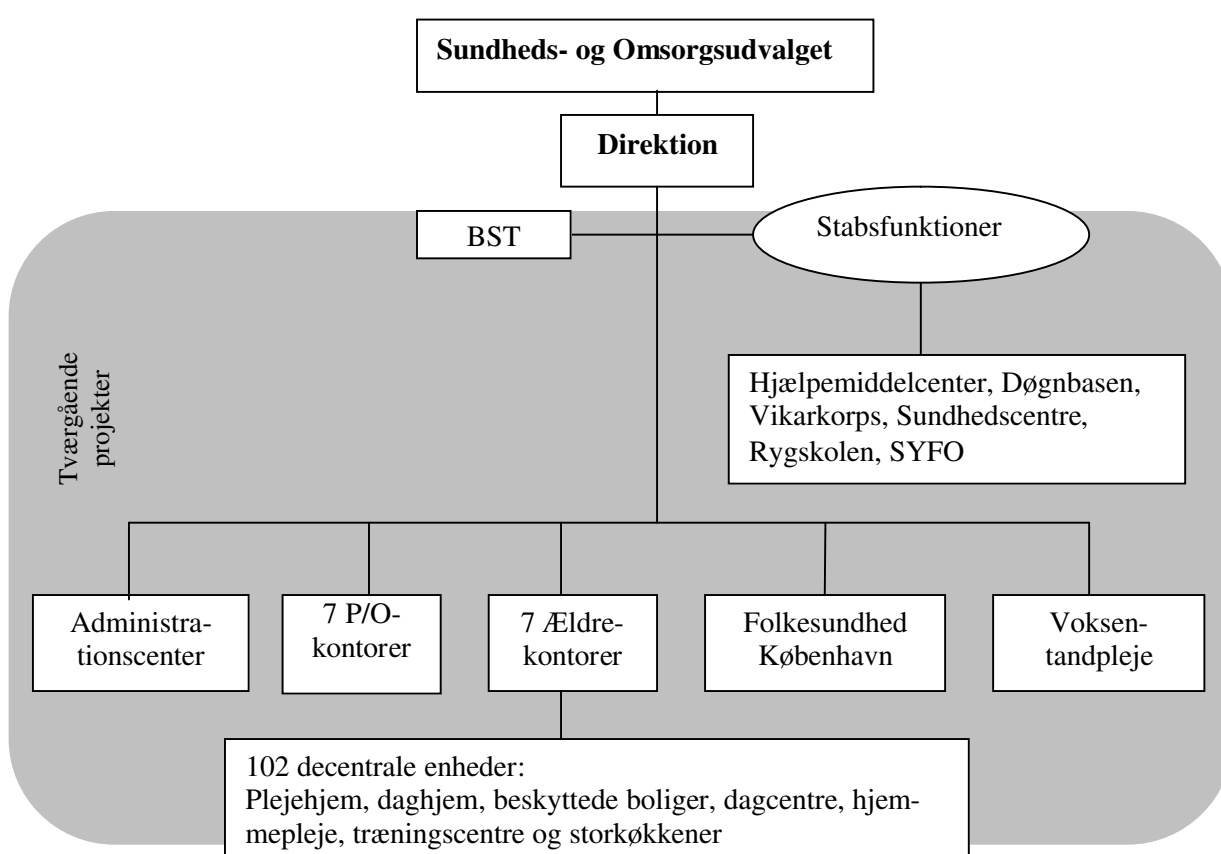 Sundheds- og Omsorgsudvalget
Direktion
BST
Stabsfunktioner
Tværgående
projekter
Hjælpemiddelcenter, Døgnbasen,
Vikarkorps, Sundhedscentre,
Rygskolen, SYFO
Administra-
tionscenter
7 P/O-
kontorer
7 Ældre-
kontorer
Folkesundhed
København
Voksen-
tandpleje
102 decentrale enheder:
Plejehjem, daghjem, beskyttede boliger, dagcentre, hjem-
mepleje, træningscentre og storkøkkener